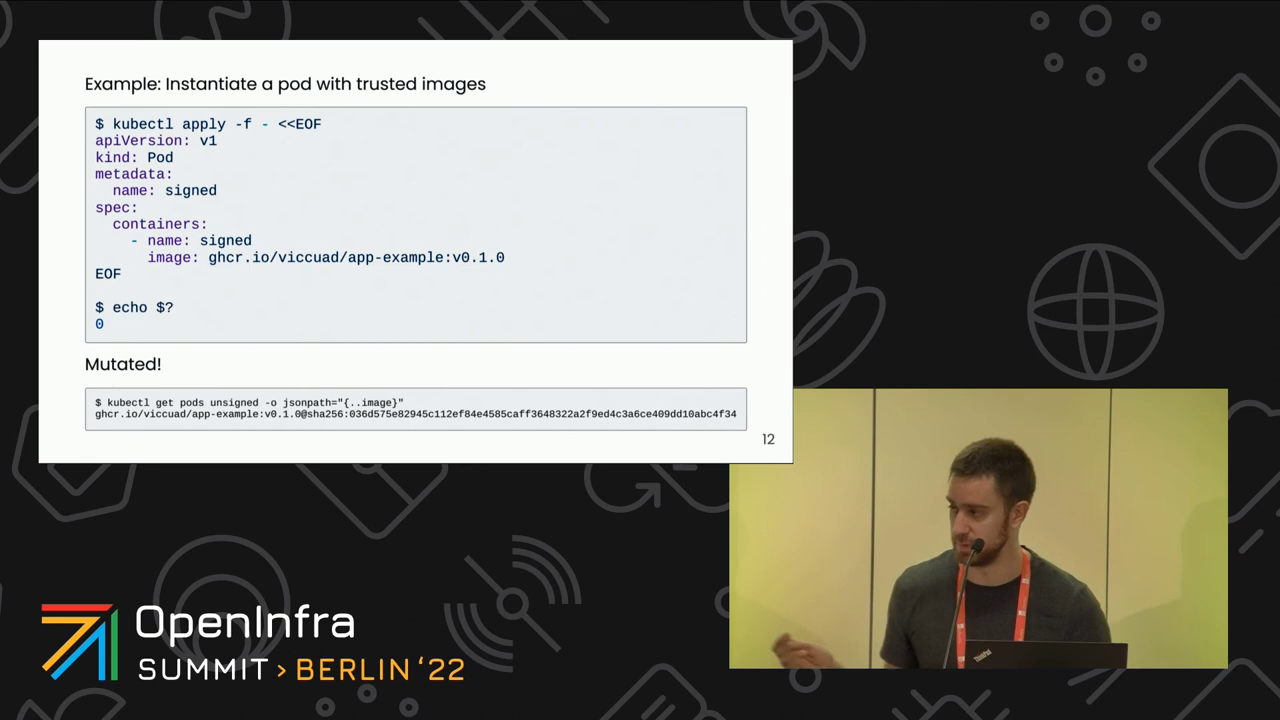 Example: Instantiate a pod with trusted images
$ kubectl apply -f - <<EOF
apiVersion: v1
kind: Pod
metadata:
  name: signed
spec:
  containers:
    - name: signed
      image: ghcr.io/viccuad/app-example:v0.1.0
EOF
$ echo $?
0
Mutated!
$ kubectl get pods unsigned -o jsonpath="{..image}"
ghcr.io/viccuad/app-example:v0.1.0@sha256:036d575e82945c112ef84e4585caff3648322a2f9ed4c3a6ce409dd10abc4f34
12
ThinkPad
OpenInfra
SUMMIT > BERLIN ‘22